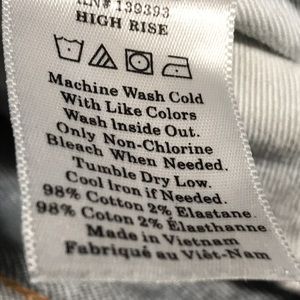 RN# 139393
HIGH RISE
Machine Wash Cold
With Like Colors
Wash Inside Out.
Only Non-Chlorine
Bleach When Needed.
Tumble Dry Low.
Cool iron if Needed.
98% Cotton 2% Elastane.
98% Coton 2% Élasthanne
Made in Vietnam
Fabriqué au Viêt-Nam